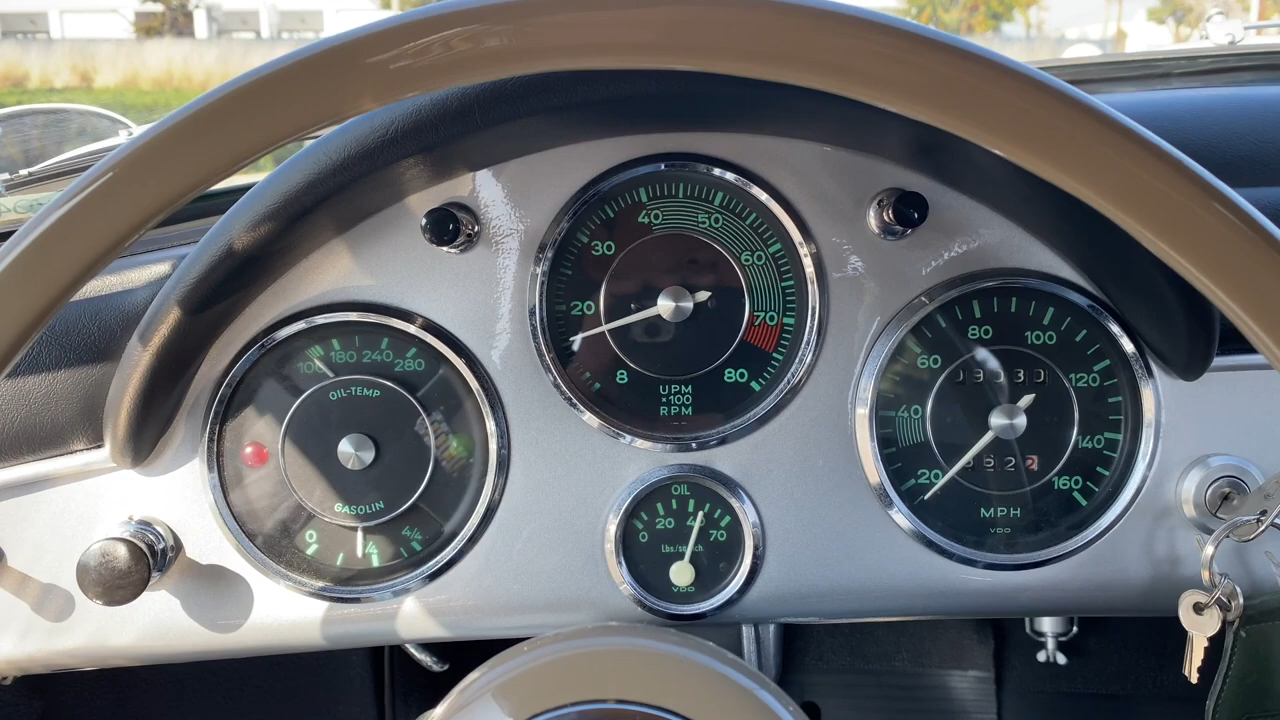 100 180 240 280
OIL-TEMP
GASOLIN
0 4/4
8 20 30 40 50 60 70 80
UPM
×100
RPM
OIL
0 20 40 70
Lbs./sq.inch.
VDO
20 40 60 80 100 120 140 160
MPH
VDO